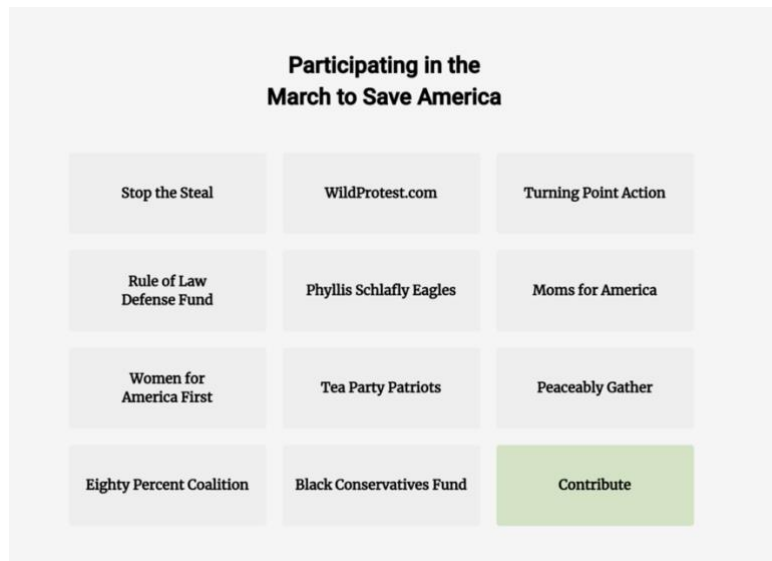 Participating in the
March to Save America
Stop the Steal
WildProtest.com
Turning Point Action
Rule of Law
Defense Fund
Phyllis Schlafly Eagles
Moms for America
Women for
America First
Tea Party Patriots
Peaceably Gather
Eighty Percent Coalition
Black Conservatives Fund
Contribute